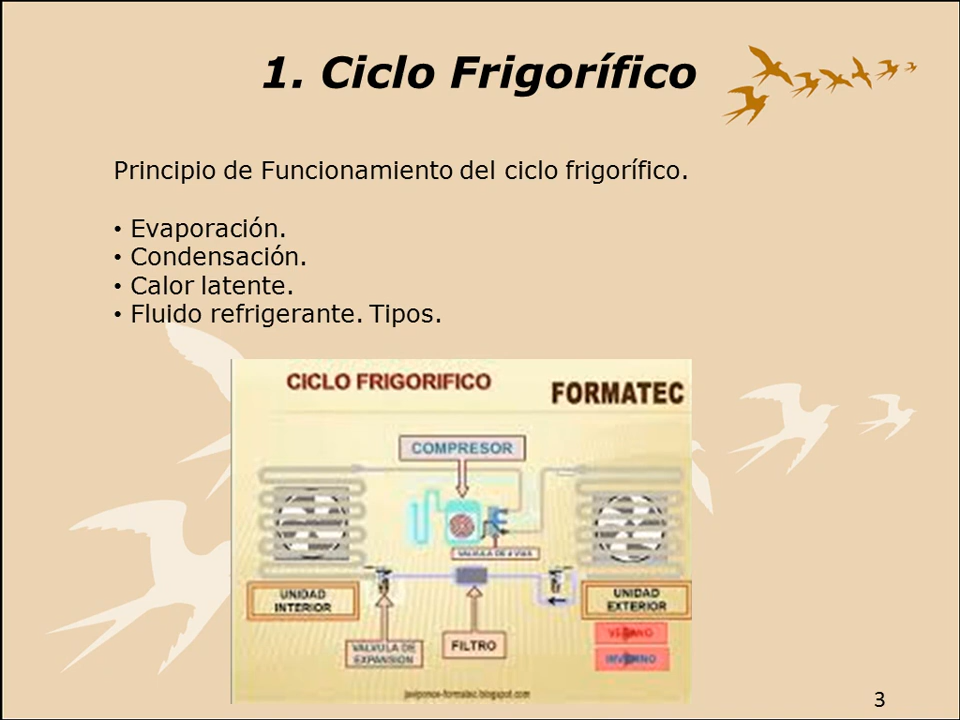 1. Ciclo Frigorífico
Principio de Funcionamiento del ciclo frigorífico.
• Evaporación.
• Condensación.
• Calor latente.
• Fluido refrigerante. Tipos.
CICLO FRIGORIFICO
FORMATEC
COMPRESOR
VALVULA DE 4 VIAS
UNIDAD
INTERIOR
UNIDAD
EXTERIOR
VALVULA DE
EXPANSION
FILTRO
VERANO
INVIERNO
javiponce-formatec.blogspot.com
3